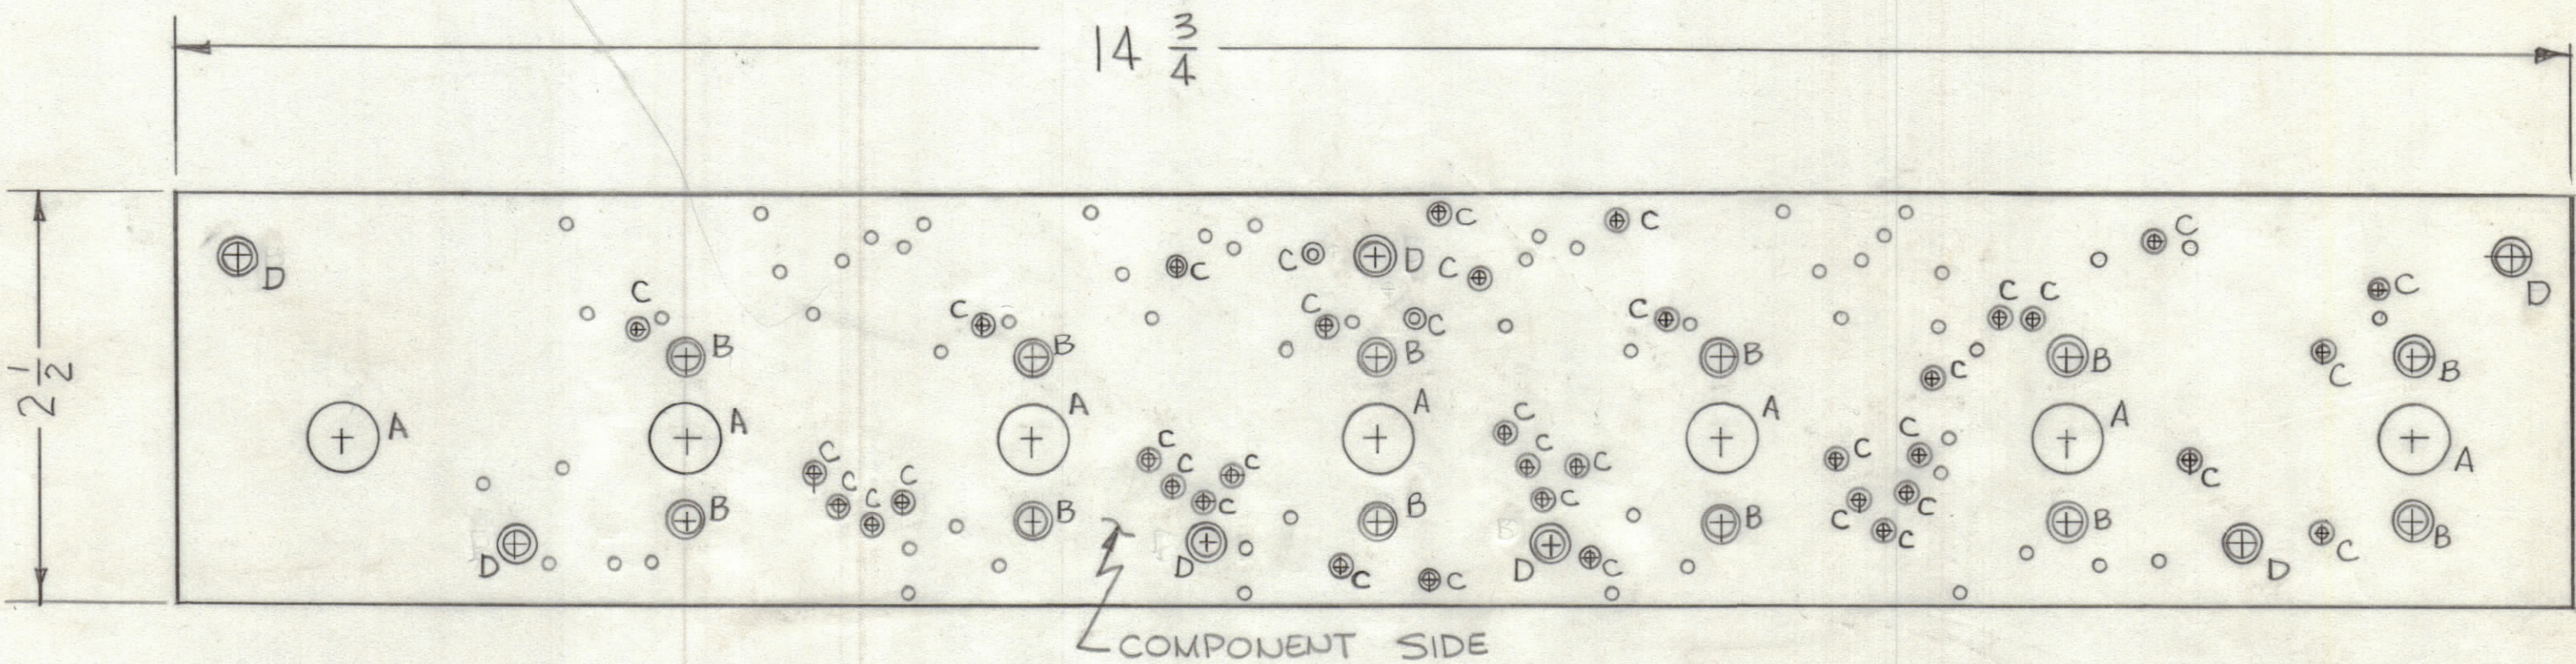 14 3/4
C C
C
C D C
D
C C D
C C C C C C
B B B B B B
C C
2 1/2
A A A A A A A
C C C C C C C
C C C C C C C C
B B B B B B
C C C C C
D D C D C D C
C C
COMPONENT SIDE